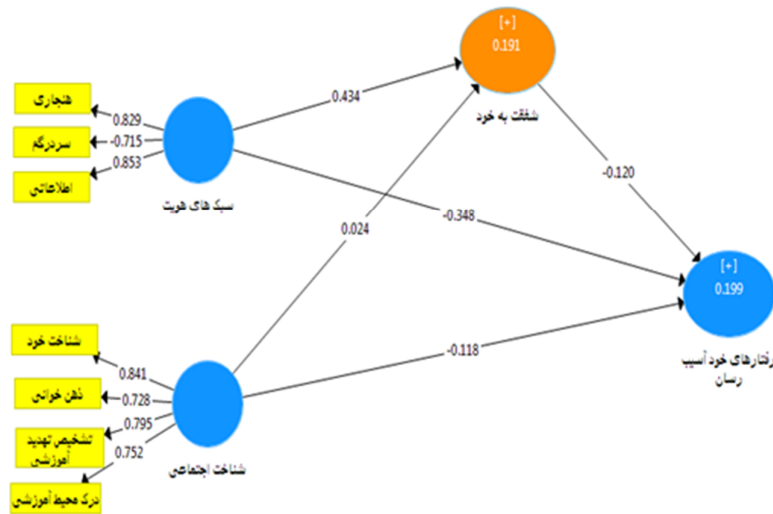 [+]
0.191
شفقت به خود
0.434
هنجاری
0.829
سردرگم
-0.715
اطلاعاتی
0.853
سبک های هویت
-0.120
-0.348
0.024
[+]
0.199
رفتارهای خود آسیب
رسان
-0.118
شناخت خود
0.841
ذهن خوانی
0.728
تشخیص تهدید
آموزشی
0.795
0.752
درک محیط آموزشی
شناخت اجتماعی